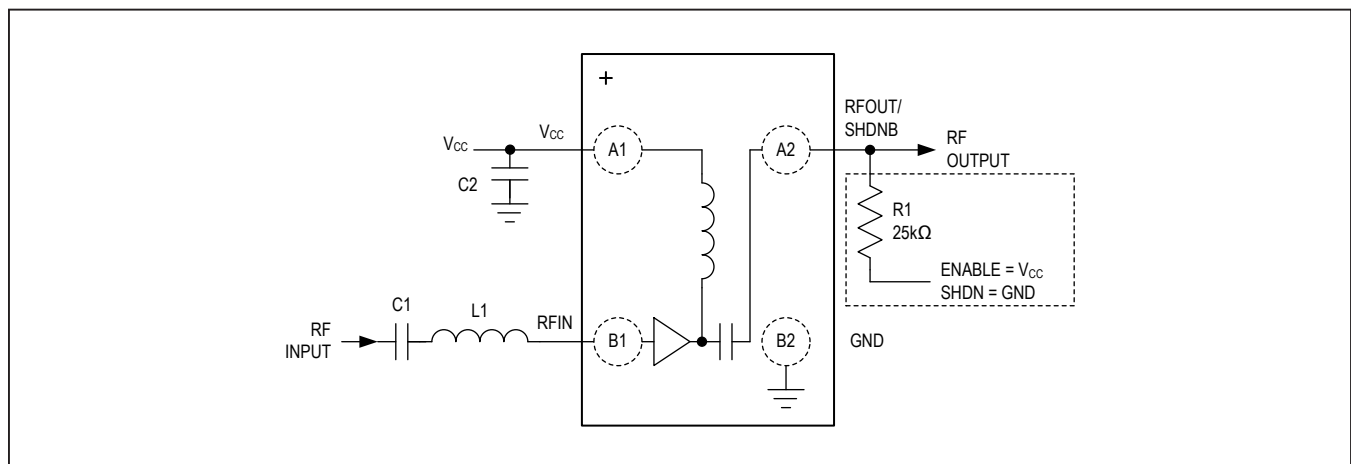 +
RFOUT/
SHDNB
VCC
VCC
A1
A2
RF
OUTPUT
C2
R1
25kΩ
ENABLE = VCC
SHDN = GND
C1
L1
RFIN
RF
INPUT
B1
B2
GND